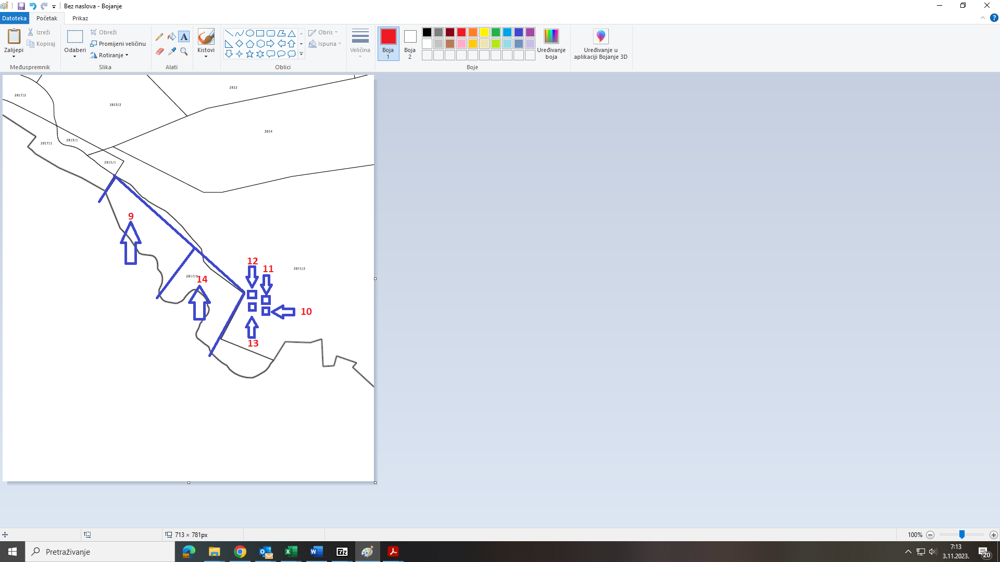 Bez naslova - Bojanje
Datoteka Početak Prikaz
Zalijepi
Izreži
Kopiraj
Međuspremnik
Odaberi
Obreži
Promijeni veličinu
Rotiranje
Slika
A
Alati
Kistovi
Oblici
Obris
Ispuna
Veličina
Boja
1
Boja
2
Boje
Uređivanje
boja
Uređivanje u
aplikaciji Bojanje 3D
?
2812
2817/2
2813/2
2814
2813/1
2817/1
2815/1
9
12
11
2815/2
2817/3
14
10
13
713 × 781px
100%
Pretraživanje
7z
7:13
3.11.2023.
20